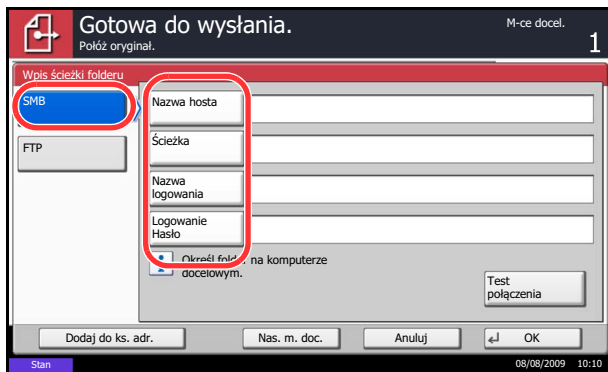 Gotowa do wysłania.
Połóż oryginał.
M-ce docel.
1
Wpis ścieżki folderu
SMB
FTP
Nazwa hosta
Ścieżka
Nazwa
logowania
Logowanie
Hasło
Określ folder na komputerze
docelowym.
Test
połączenia
Dodaj do ks. adr.
Nas. m. doc.
Anuluj
OK
Stan
08/08/2009 10:10